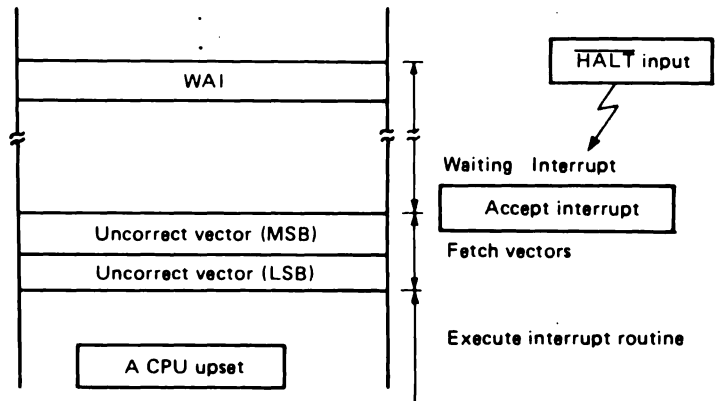 WAI
HALT input
Waiting Interrupt
Accept interrupt
Uncorrect vector (MSB)
Fetch vectors
Uncorrect vector (LSB)
Execute interrupt routine
A CPU upset